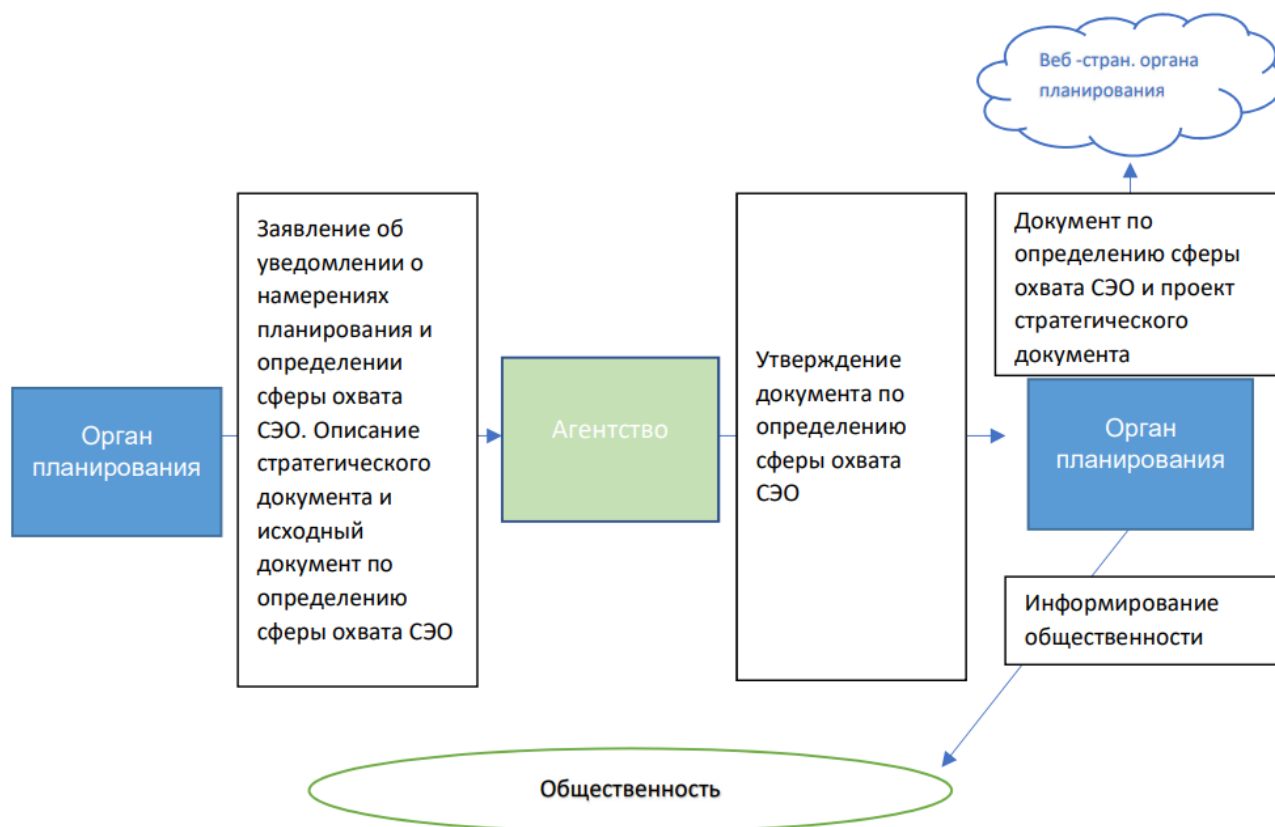 Веб -стран. органа
планирования
Заявление об
уведомлении о
намерениях
планирования и
определении
сферы охвата
СЭО. Описание
стратегического
документа и
исходный
документ по
определению
сферы охвата СЭО
Документ по
определению сферы
охвата СЭО и проект
стратегического
документа
Орган
планирования
Агентство
Утверждение
документа по
определению
сферы охвата
СЭО
Орган
планирования
Информирование
общественности
Общественность